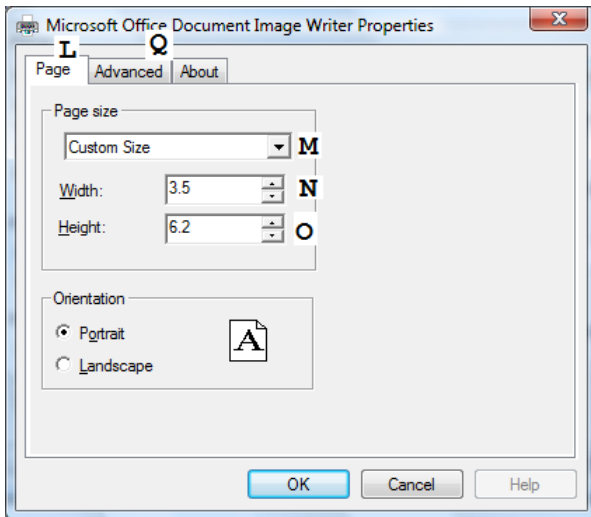 Microsoft Office Document Image Writer Properties
L Q
Page Advanced About
Page size
Custom Size M
Width: 3.5 N
Height: 6.2 O
Orientation
Portrait A
Landscape
OK Cancel Help